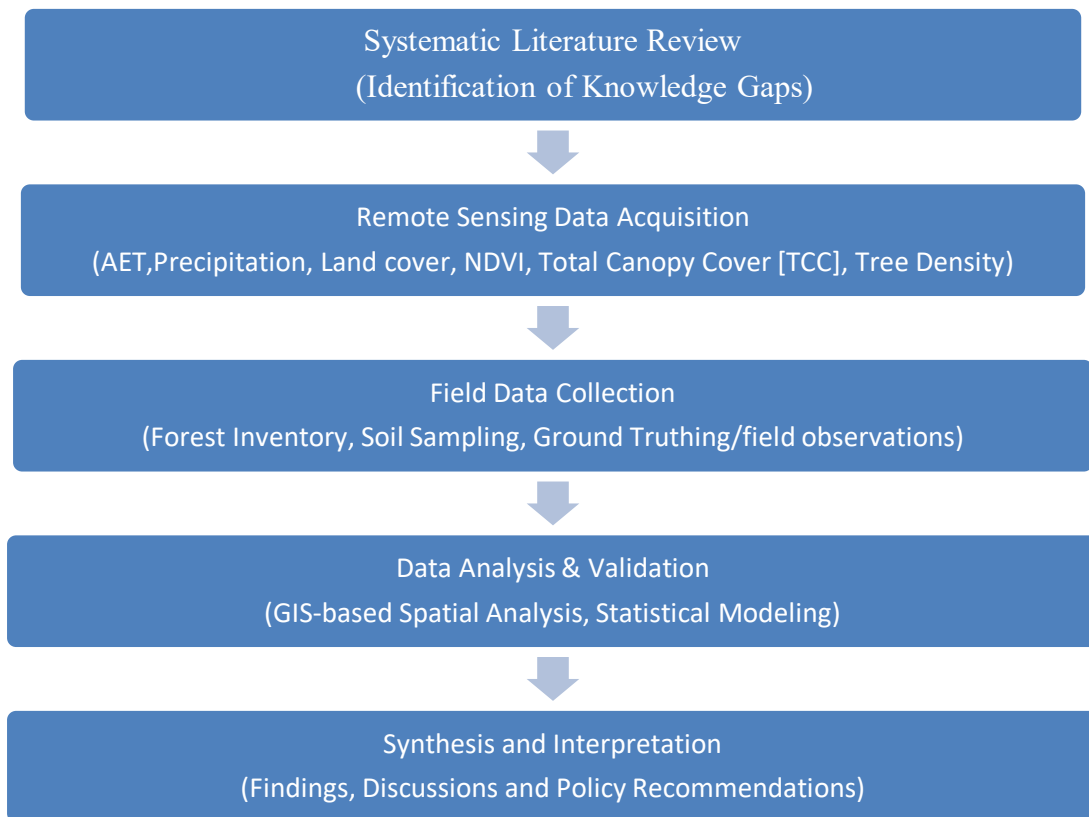 Systematic Literature Review
(Identification of Knowledge Gaps)
Remote Sensing Data Acquisition
(AET,Precipitation, Land cover, NDVI, Total Canopy Cover [TCC], Tree Density)
Field Data Collection
(Forest Inventory, Soil Sampling, Ground Truthing/field observations)
Data Analysis & Validation
(GIS-based Spatial Analysis, Statistical Modeling)
Synthesis and Interpretation
(Findings, Discussions and Policy Recommendations)